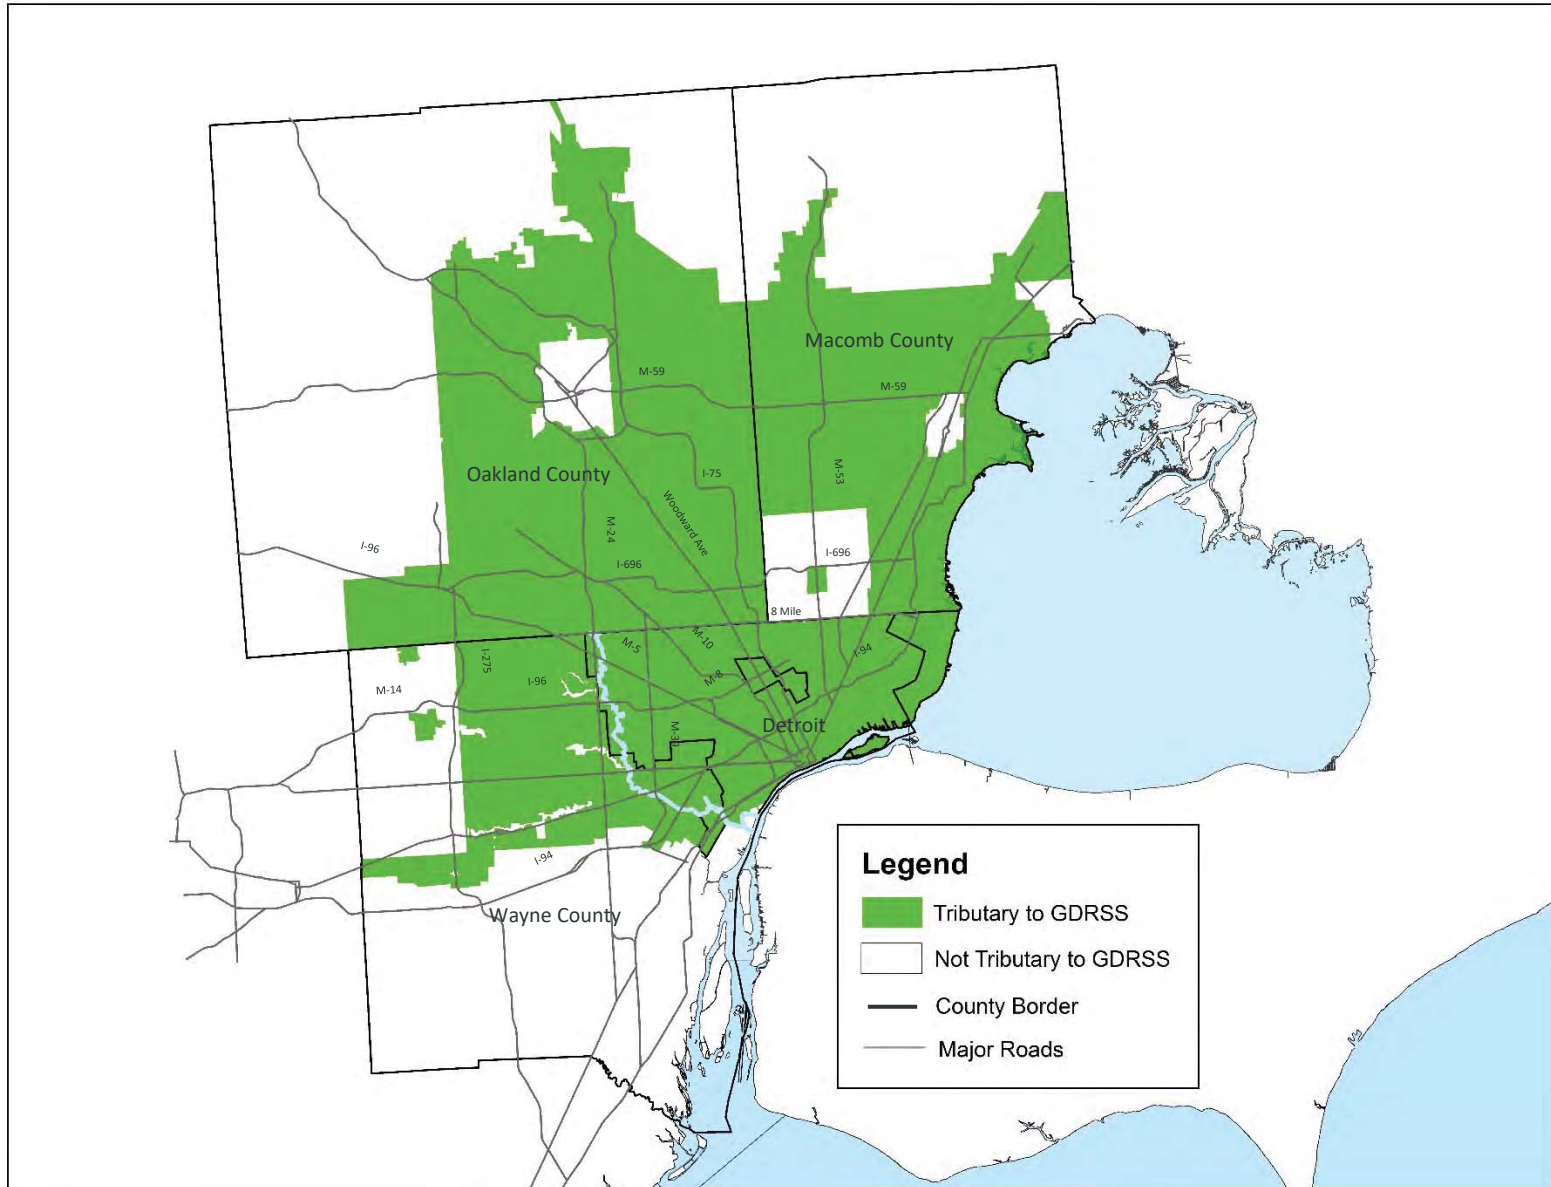 Macomb County
M-59
M-59
Oakland County
I-75
M-53
Woodward Ave
M-24
I-96
I-696
I-696
8 Mile
M-10
M-5
I-94
I-275
M-8
I-96
M-14
Detroit
M-39
I-94
Wayne County
Legend
Tributary to GDRSS
Not Tributary to GDRSS
County Border
Major Roads